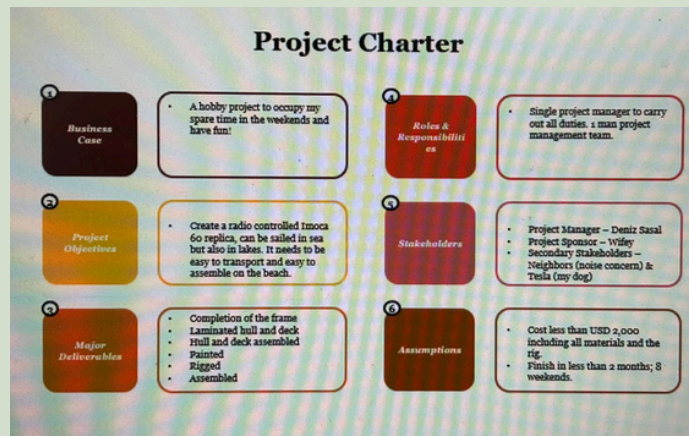 Project Charter
1
Business
Case
• A hobby project to occupy my
spare time in the weekends and
have fun!
2
Project
Objectives
• Create a radio controlled Imoca
60 replica, can be sailed in sea
but also in lakes. It needs to be
easy to transport and easy to
assemble on the beach.
3
Major
Deliverables
• Completion of the frame
• Laminated hull and deck
• Hull and deck assembled
• Painted
• Rigged
• Assembled
4
Roles &
Responsibiliti
es
• Single project manager to carry
out all duties. 1 man project
management team.
5
Stakeholders
• Project Manager – Deniz Sasal
• Project Sponsor – Wifey
• Secondary Stakeholders –
Neighbors (noise concern) &
Tesla (my dog)
6
Assumptions
• Cost less than USD 2,000
including all materials and the
rig.
• Finish in less than 2 months; 8
weekends.